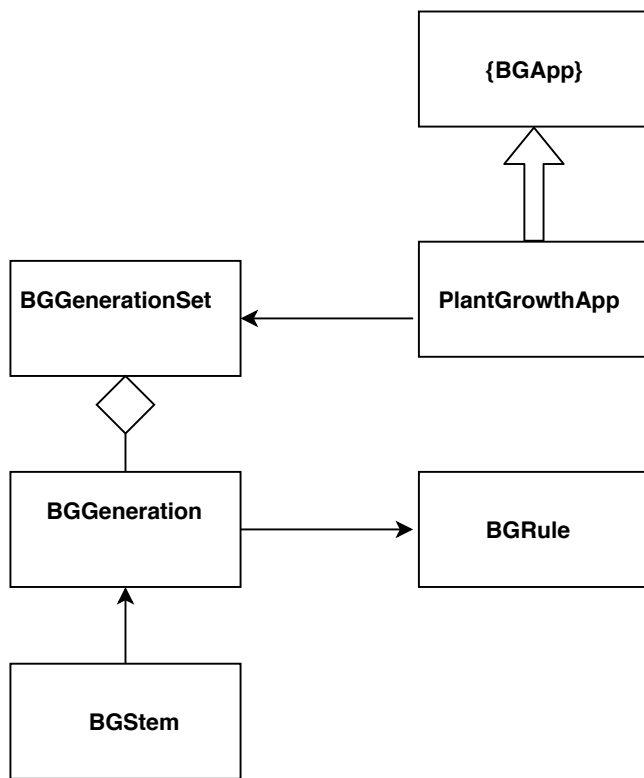 {BGApp}
BGGenerationSet
PlantGrowthApp
BGGeneration
BGRule
BGStem